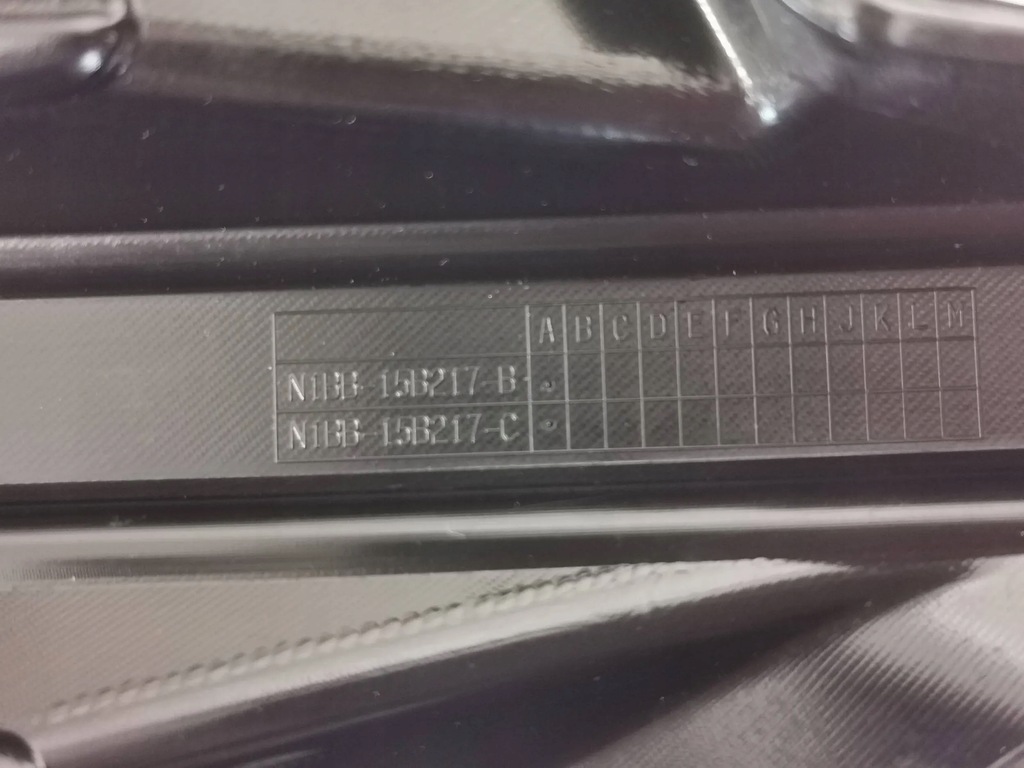 A B C D E F G H J K L M
N1BB-15B217-B
N1BB-15B217-C